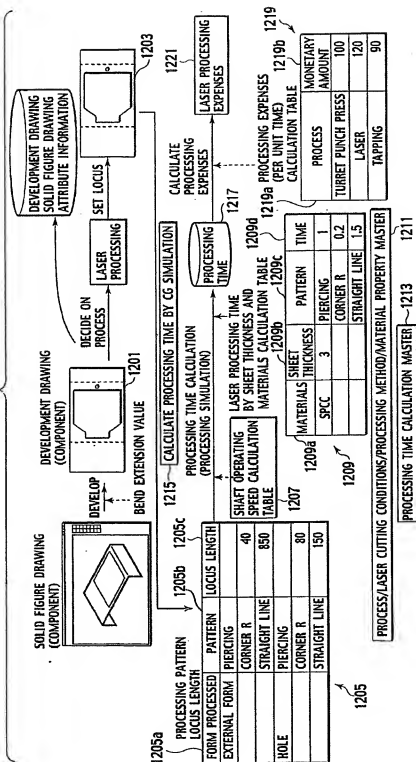 SOLID FIGURE DRAWING
(COMPONENT)
DEVELOP
BEND EXTENSION VALUE
DEVELOPMENT DRAWING
(COMPONENT)
1201
DECIDE ON
PROCESS
LASER
PROCESSING
SET LOCUS
DEVELOPMENT DRAWING
SOLID FIGURE DRAWING
ATTRIBUTE INFORMATION
1203
1215
CALCULATE PROCESSING TIME BY CG SIMULATION
PROCESSING PATTERN
LOCUS LENGTH
1205a
1205b
1205c
FORM PROCESSED PATTERN LOCUS LENGTH
EXTERNAL FORM PIERCING
CORNER R 40
STRAIGHT LINE 850
HOLE PIERCING
CORNER R 80
STRAIGHT LINE 150
1205
PROCESSING TIME CALCULATION
(PROCESSING SIMULATION)
SHAFT OPERATING
SPEED CALCULATION
TABLE
1207
LASER PROCESSING TIME
BY SHEET THICKNESS AND
MATERIALS CALCULATION TABLE
1209a
1209b
1209c
1209d
MATERIALS SHEET THICKNESS PATTERN TIME
SPCC 3 PIERCING 1
CORNER R 0.2
STRAIGHT LINE 1.5
1209
PROCESSING TIME
1217
CALCULATE
PROCESSING
EXPENSES
1221
LASER PROCESSING
EXPENSES
PROCESSING EXPENSES
(PER UNIT TIME)
CALCULATION TABLE
1219
1219a
1219b
PROCESS MONETARY AMOUNT
TURRET PUNCH PRESS 100
LASER 120
TAPPING 90
PROCESS/LASER CUTTING CONDITIONS/PROCESSING METHOD/MATERIAL PROPERTY MASTER
1211
PROCESSING TIME CALCULATION MASTER
1213